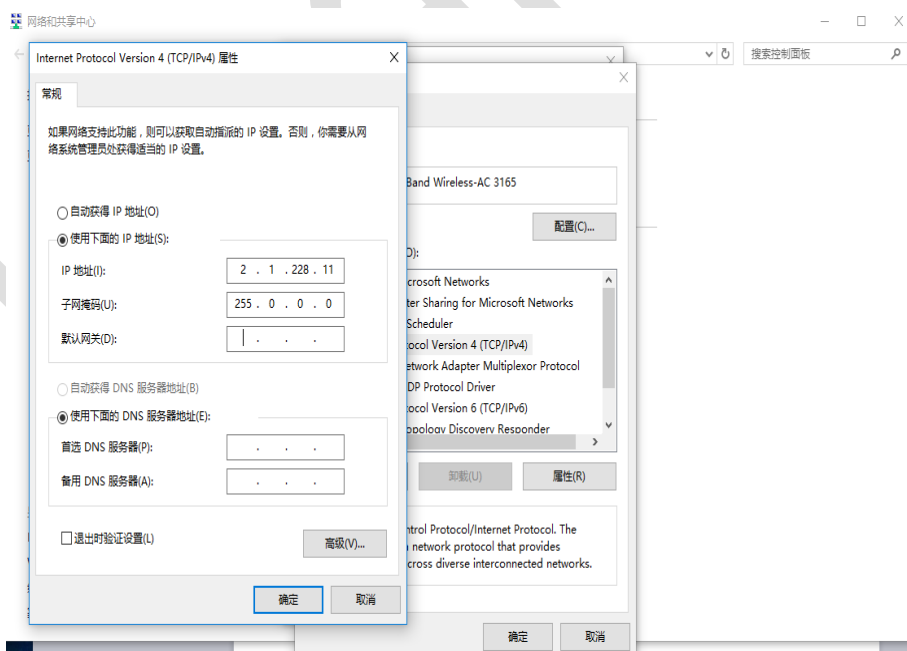 网络和共享中心
搜索控制面板
Internet Protocol Version 4 (TCP/IPv4) 属性
常规
如果网络支持此功能，则可以获取自动指派的 IP 设置。否则，你需要从网
络系统管理员处获得适当的 IP 设置。
自动获得 IP 地址(O)
使用下面的 IP 地址(S):
IP 地址(I):
2 . 1 . 228 . 11
子网掩码(U):
255 . 0 . 0 . 0
默认网关(D):
. . .
自动获得 DNS 服务器地址(B)
使用下面的 DNS 服务器地址(E):
首选 DNS 服务器(P):
. . .
备用 DNS 服务器(A):
. . .
退出时验证设置(L)
高级(V)...
确定
取消
Band Wireless-AC 3165
配置(C)...
O):
crosoft Networks
ter Sharing for Microsoft Networks
Scheduler
ocol Version 4 (TCP/IPv4)
etwork Adapter Multiplexor Protocol
DP Protocol Driver
ocol Version 6 (TCP/IPv6)
opology Discovery Responder
卸载(U)
属性(R)
ntrol Protocol/Internet Protocol. The
network protocol that provides
cross diverse interconnected networks.
确定
取消